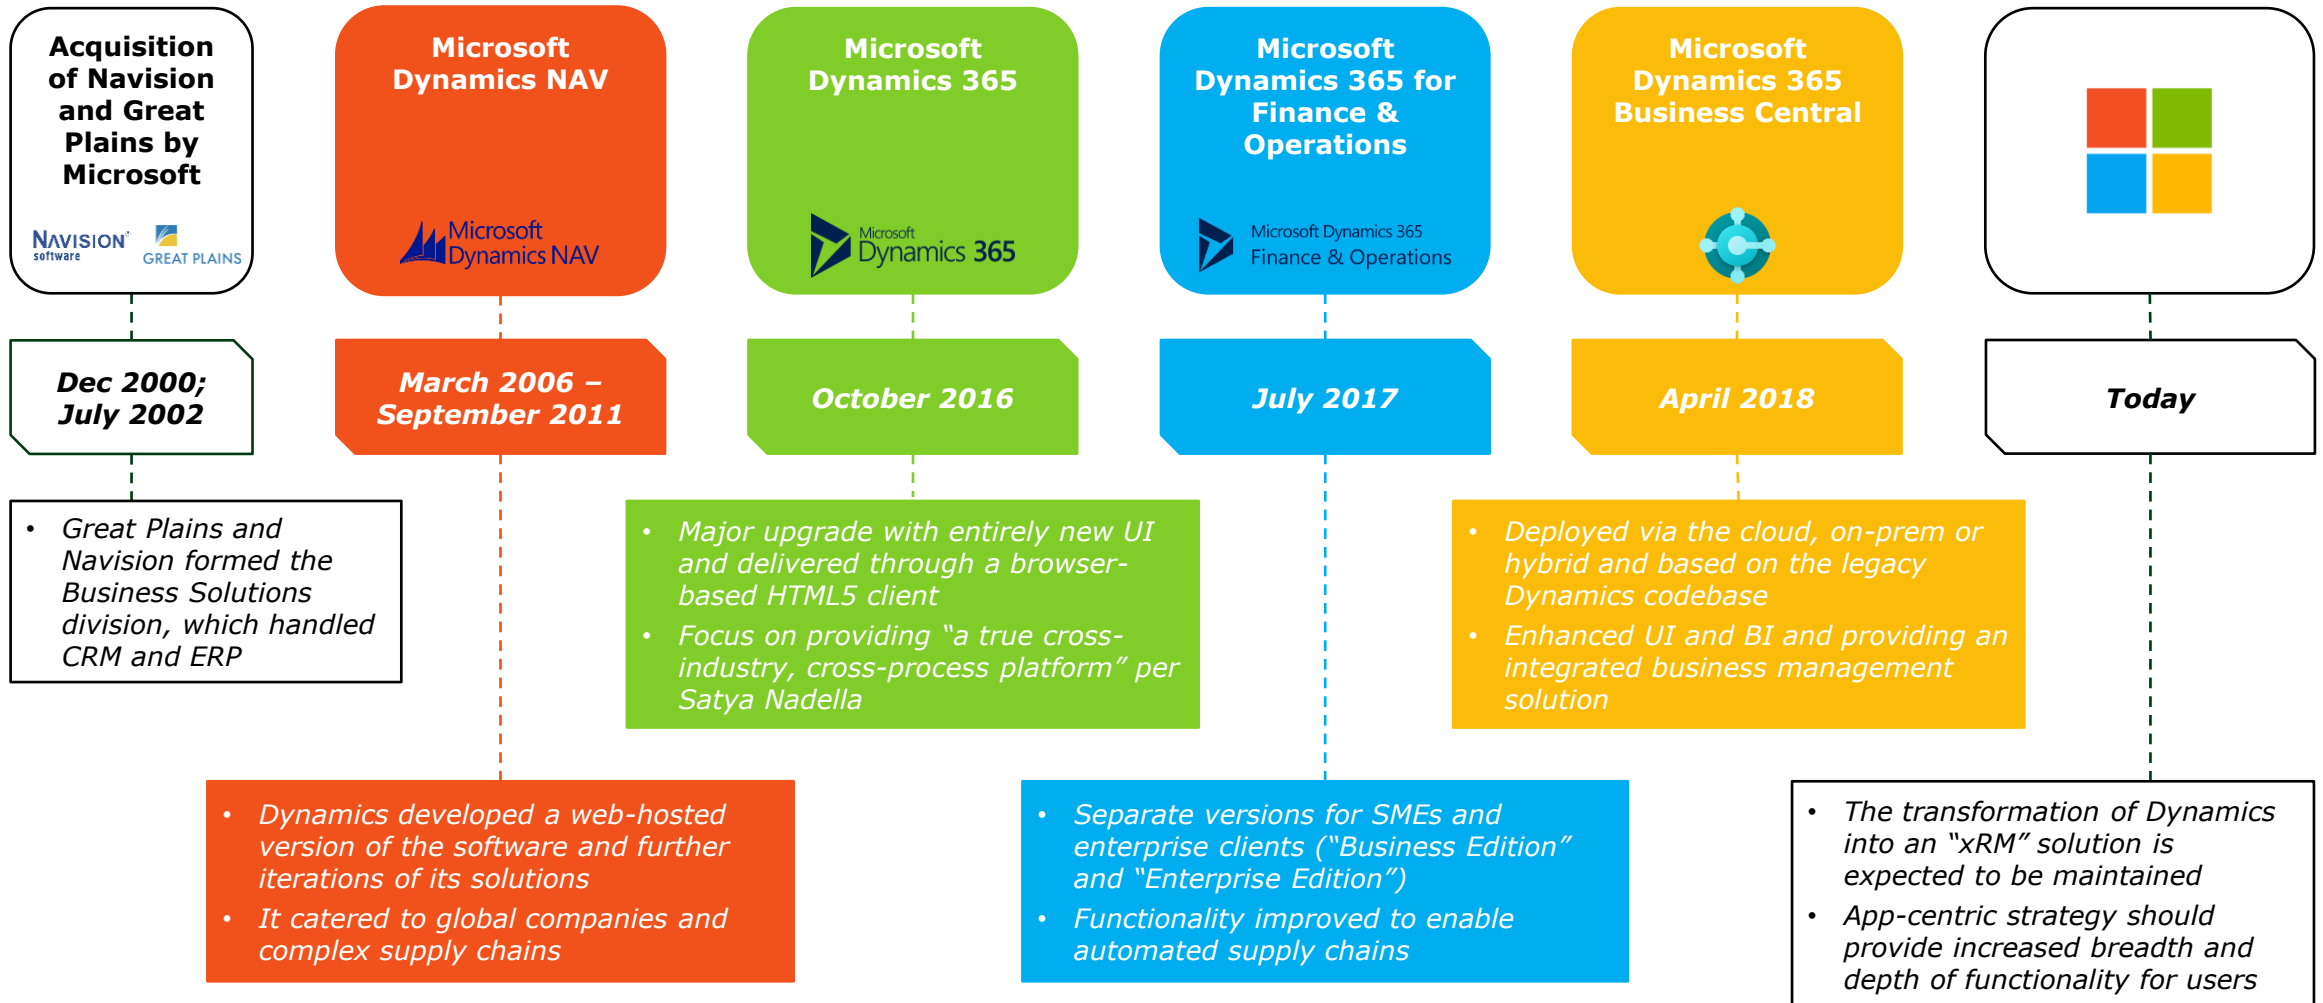 Acquisition
of Navision
and Great
Plains by
Microsoft
NAVISION®
software
GREAT PLAINS
Dec 2000;
July 2002
• Great Plains and
Navision formed the
Business Solutions
division, which handled
CRM and ERP
Microsoft
Dynamics NAV
Microsoft
Dynamics NAV
March 2006 –
September 2011
• Dynamics developed a web-hosted
version of the software and further
iterations of its solutions
• It catered to global companies and
complex supply chains
Microsoft
Dynamics 365
Microsoft
Dynamics 365
October 2016
• Major upgrade with entirely new UI
and delivered through a browser-
based HTML5 client
• Focus on providing “a true cross-
industry, cross-process platform” per
Satya Nadella
Microsoft
Dynamics 365 for
Finance &
Operations
Microsoft Dynamics 365
Finance & Operations
July 2017
• Separate versions for SMEs and
enterprise clients (“Business Edition”
and “Enterprise Edition”)
• Functionality improved to enable
automated supply chains
Microsoft
Dynamics 365
Business Central
April 2018
• Deployed via the cloud, on-prem or
hybrid and based on the legacy
Dynamics codebase
• Enhanced UI and BI and providing an
integrated business management
solution
Today
• The transformation of Dynamics
into an “xRM” solution is
expected to be maintained
• App-centric strategy should
provide increased breadth and
depth of functionality for users